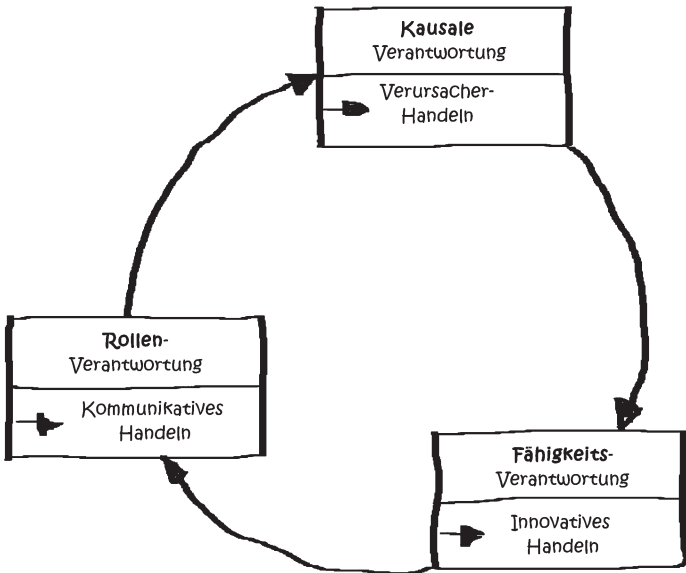 Kausale
Verantwortung
Verursacher-
Handeln
Rollen-
Verantwortung
Kommunikatives
Handeln
Fähigkeits-
Verantwortung
Innovatives
Handeln